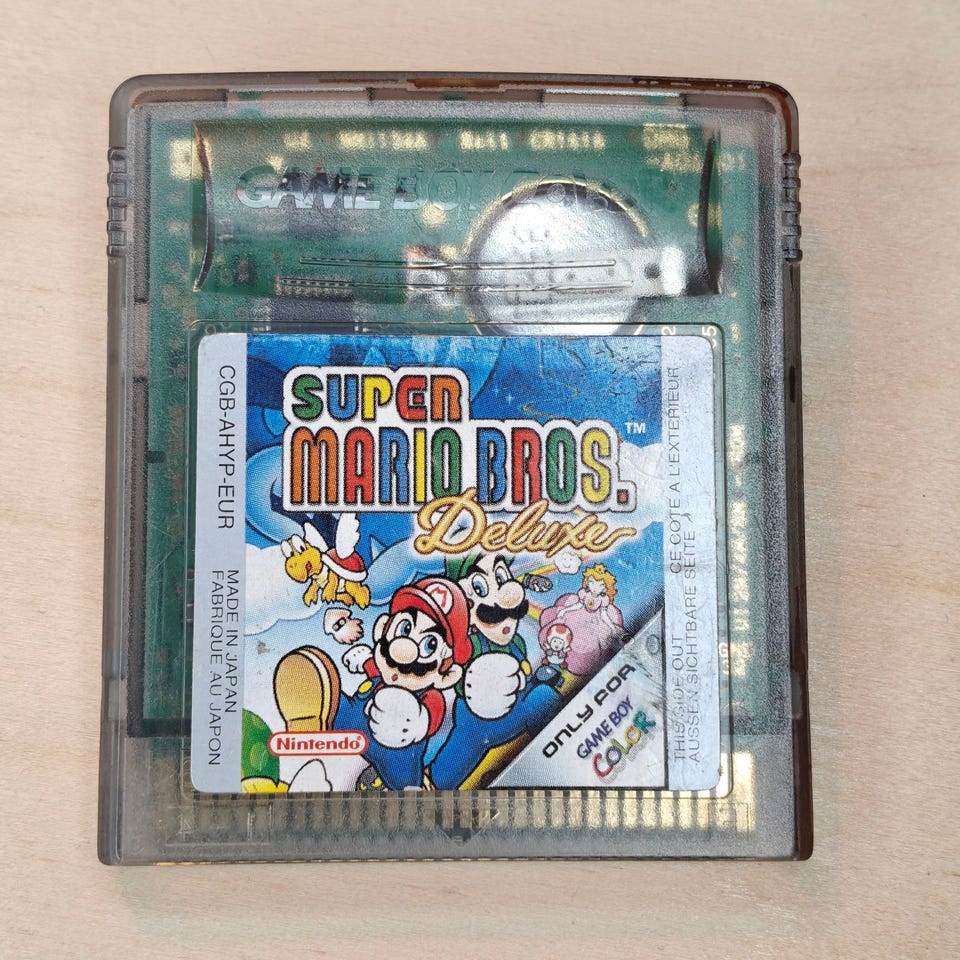 GAME BOY
SUPER
MARIO BROS.
TM
Deluxe
CGB-AHYP-EUR
MADE IN JAPAN
FABRIQUE AU JAPON
M
Nintendo®
ONLY FOR
GAME BOY
COLOR
THIS SIDE OUT CE COTE A L'EXTERIEUR
AUSSEN SICHTBARE SEITE